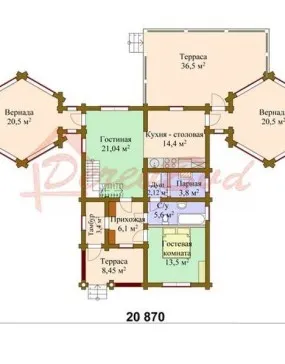 Терраса
36,5 м²
Вернада
20,5 м²
Вернада
20,5 м²
Гостиная
21,04 м²
Кухня - столовая
14,4 м²
Душ
2,12 м²
Парная
3,8 м²
С/у
5,6 м²
Тамбур
3,4 м²
Прихожая
6,1 м²
Гостевая
комната
13,5 м²
Терраса
8,45 м²
20 870